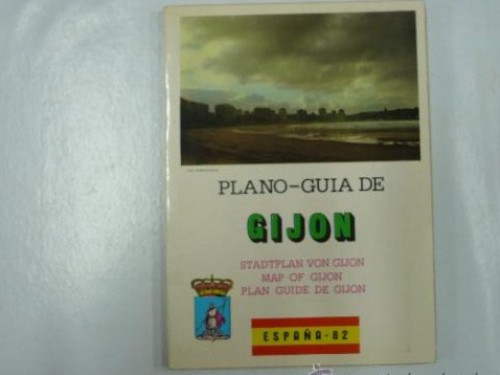 PLANO-GUIA DE
GIJON
STADTPLAN VON GIJON
MAP OF GIJON
PLAN GUIDE DE GIJON
ESPAÑA-82